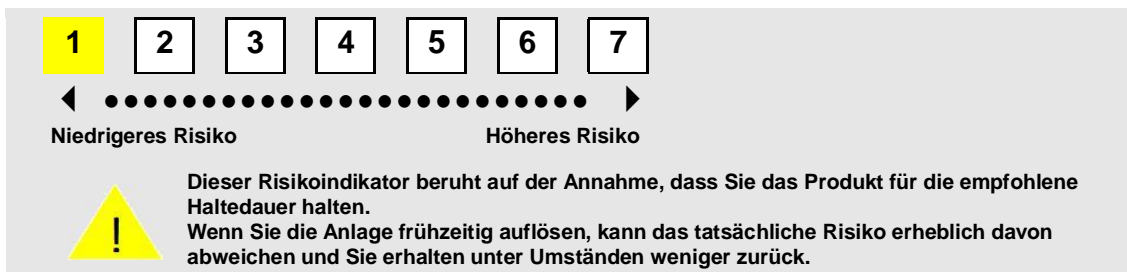 1 2 3 4 5 6 7
Niedrigeres Risiko Höheres Risiko
Dieser Risikoindikator beruht auf der Annahme, dass Sie das Produkt für die empfohlene
Haltedauer halten.
! Wenn Sie die Anlage frühzeitig auflösen, kann das tatsächliche Risiko erheblich davon
abweichen und Sie erhalten unter Umständen weniger zurück.